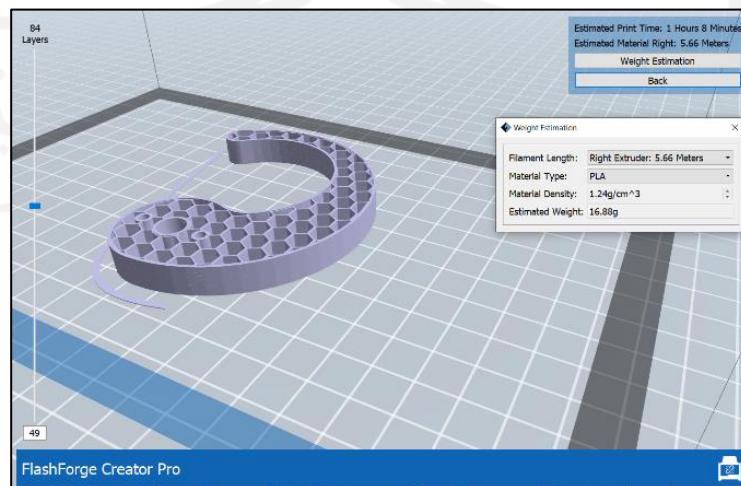 84
Layers
Estimated Print Time: 1 Hours 8 Minutes
Estimated Material Right: 5.66 Meters
Weight Estimation
Back
Weight Estimation
Filament Length: Right Extruder: 5.66 Meters
Material Type: PLA
Material Density: 1.24g/cm^3
Estimated Weight: 16.88g
49
FlashForge Creator Pro